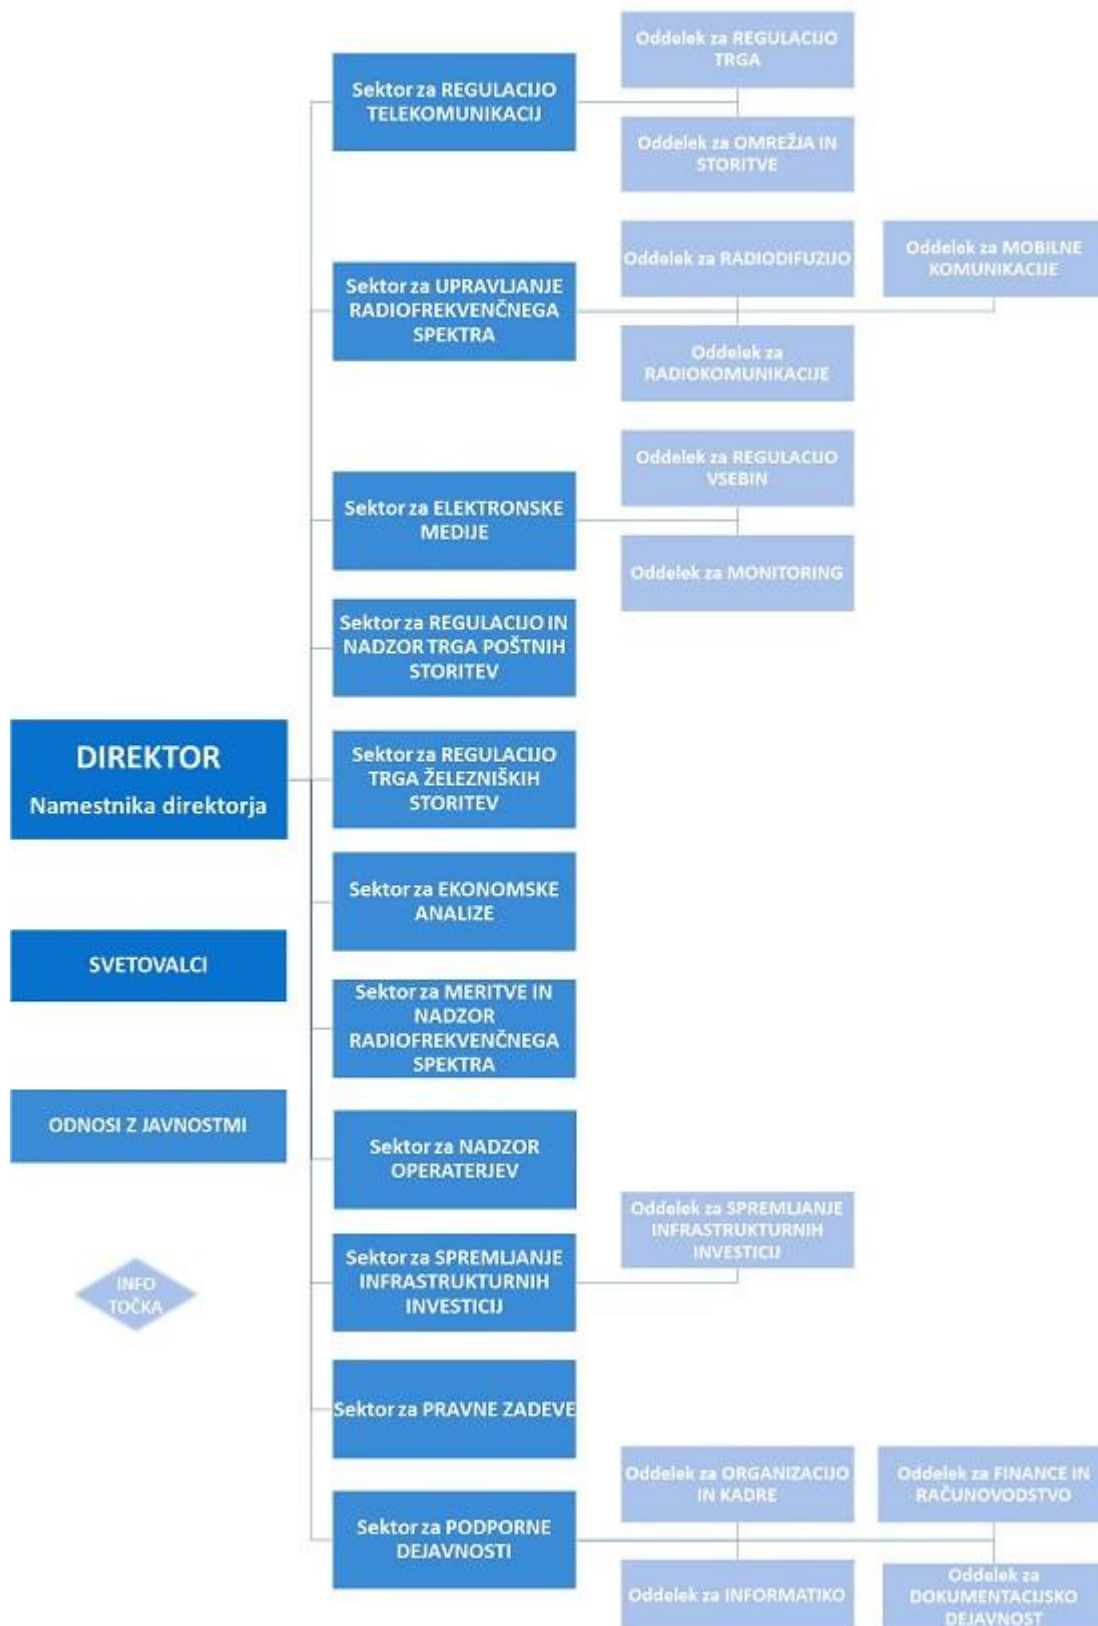 DIREKTOR
Namestnika direktorja
SVETOVALCI
ODNOSI Z JAVNOSTMI
INFO
TOČKA
Sektor za REGULACIJO
TELEKOMUNIKACIJ
Oddelek za REGULACIJO
TRGA
Oddelek za OMREŽJA IN
STORITVE
Sektor za UPRAVLJANJE
RADIOFREKVENČNEGA
SPEKTRA
Oddelek za RADIODIFUZIJO
Oddelek za MOBILNE
KOMUNIKACIJE
Oddelek za
RADIOKOMUNIKACIJE
Sektor za ELEKTRONSKE
MEDIJE
Oddelek za REGULACIJO
VSEBIN
Oddelek za MONITORING
Sektor za REGULACIJO IN
NADZOR TRGA POŠTNIH
STORITEV
Sektor za REGULACIJO
TRGA ŽELEZNIŠKIH
STORITEV
Sektor za EKONOMSKE
ANALIZE
Sektor za MERITVE IN
NADZOR
RADIOFREKVENČNEGA
SPEKTRA
Sektor za NADZOR
OPERATERJEV
Sektor za SPREMLJANJE
INFRASTRUKTURNIH
INVESTICIJ
Oddelek za SPREMLJANJE
INFRASTRUKTURNIH
INVESTICIJ
Sektor za PRAVNE ZADEVE
Sektor za PODPORNE
DEJAVNOSTI
Oddelek za ORGANIZACIJO
IN KADRE
Oddelek za FINANCE IN
RAČUNOVODSTVO
Oddelek za INFORMATIKO
Oddelek za
DOKUMENTACIJSKO
DEJAVNOST